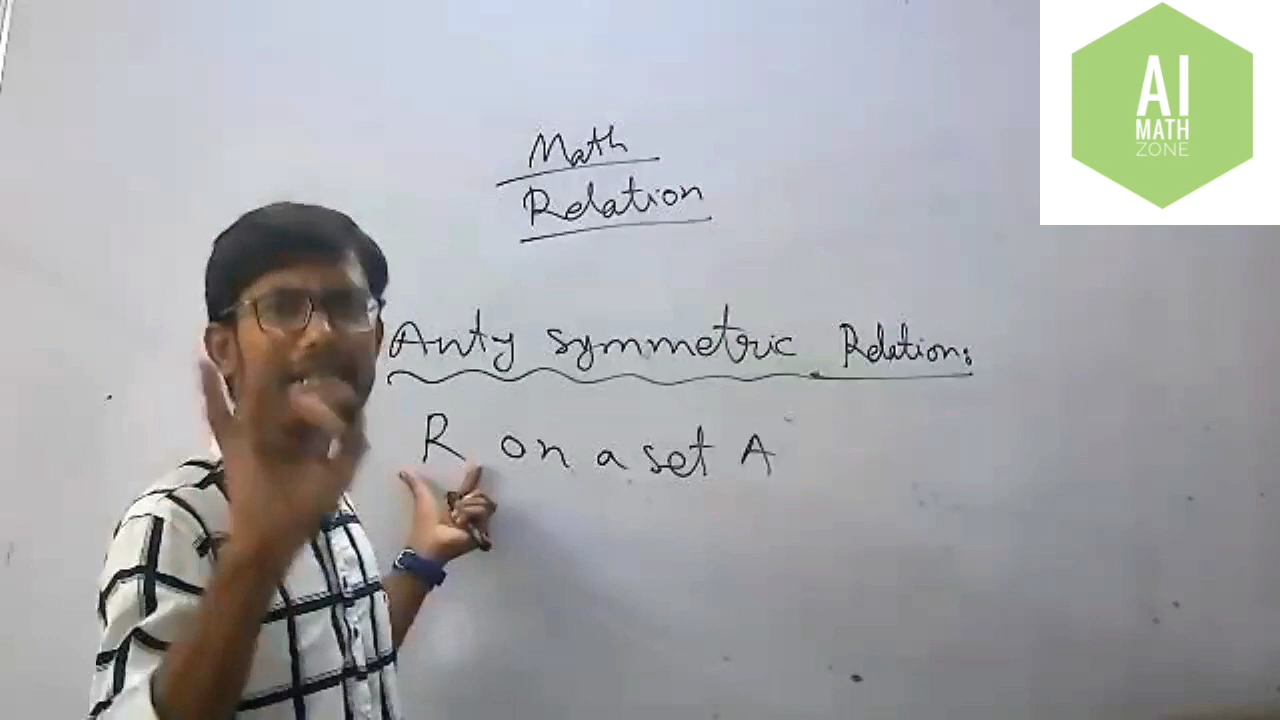 AI
MATH
ZONE
Math
Relation
Anty symmetric Relation:
R on a set A